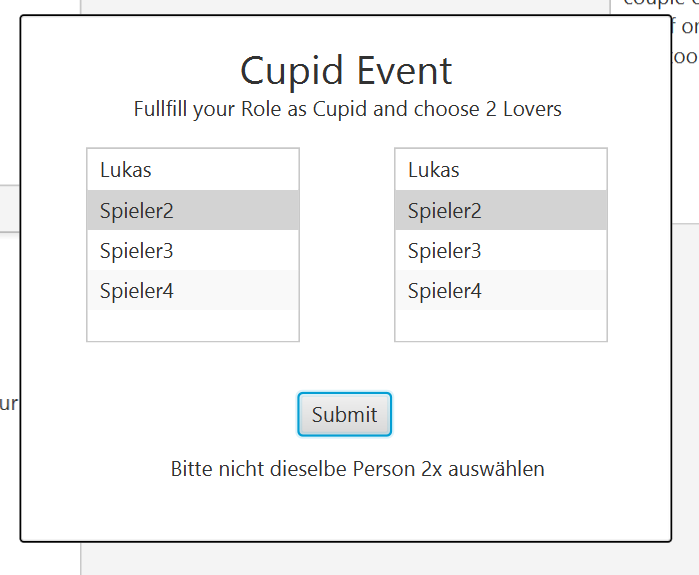 Cupid Event
Fullfill your Role as Cupid and choose 2 Lovers
Lukas
Spieler2
Spieler3
Spieler4
Lukas
Spieler2
Spieler3
Spieler4
Submit
Bitte nicht dieselbe Person 2x auswählen